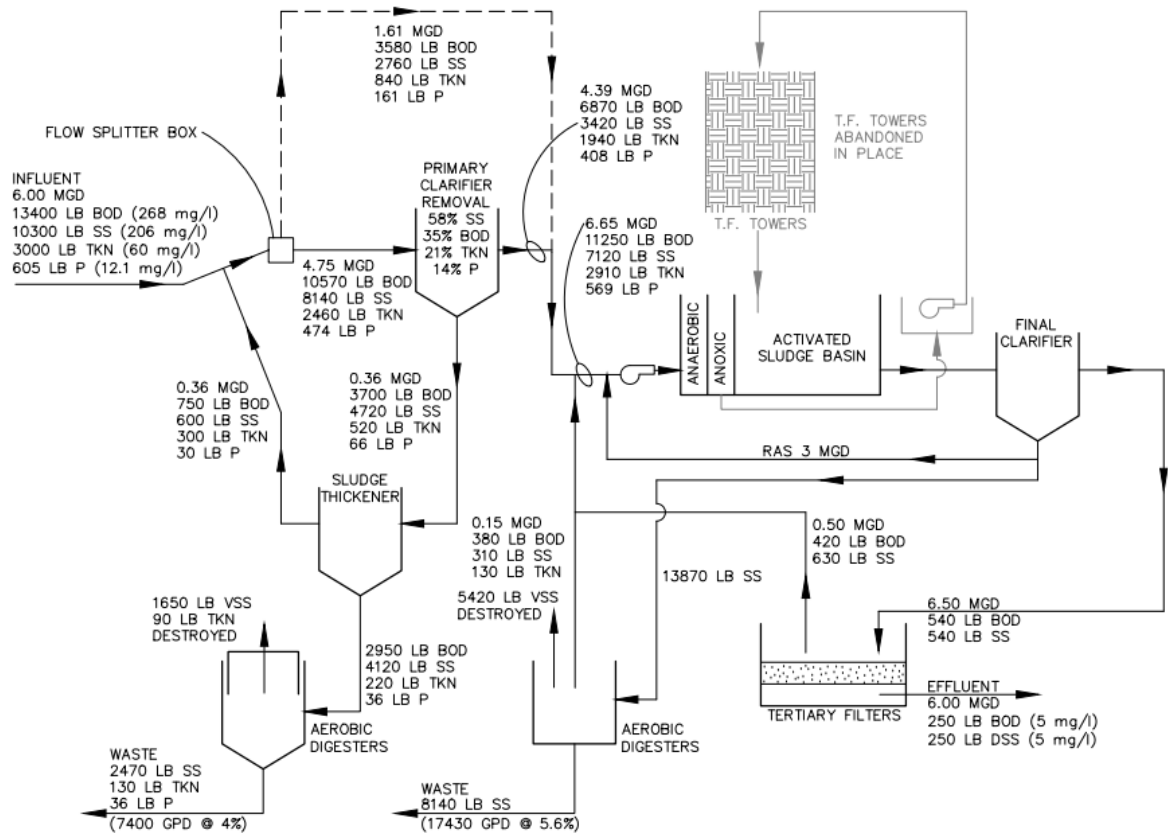 1.61 MGD
3580 LB BOD
2760 LB SS
840 LB TKN
161 LB P
FLOW SPLITTER BOX
INFLUENT
6.00 MGD
13400 LB BOD (268 mg/l)
10300 LB SS (206 mg/l)
3000 LB TKN (60 mg/l)
605 LB P (12.1 mg/l)
PRIMARY
CLARIFIER
REMOVAL
58% SS
35% BOD
21% TKN
14% P
4.39 MGD
6870 LB BOD
3420 LB SS
1940 LB TKN
408 LB P
T.F. TOWERS
ABANDONED
IN PLACE
T.F. TOWERS
4.75 MGD
10570 LB BOD
8140 LB SS
2460 LB TKN
474 LB P
6.65 MGD
11250 LB BOD
7120 LB SS
2910 LB TKN
569 LB P
ANAEROBIC
ANOXIC
ACTIVATED
SLUDGE BASIN
FINAL
CLARIFIER
0.36 MGD
750 LB BOD
600 LB SS
300 LB TKN
30 LB P
0.36 MGD
3700 LB BOD
4720 LB SS
520 LB TKN
66 LB P
RAS 3 MGD
SLUDGE
THICKENER
0.15 MGD
380 LB BOD
310 LB SS
130 LB TKN
0.50 MGD
420 LB BOD
630 LB SS
13870 LB SS
1650 LB VSS
90 LB TKN
DESTROYED
5420 LB VSS
DESTROYED
6.50 MGD
540 LB BOD
540 LB SS
2950 LB BOD
4120 LB SS
220 LB TKN
36 LB P
AEROBIC
DIGESTERS
AEROBIC
DIGESTERS
TERTIARY FILTERS
EFFLUENT
6.00 MGD
250 LB BOD (5 mg/l)
250 LB DSS (5 mg/l)
WASTE
2470 LB SS
130 LB TKN
36 LB P
(7400 GPD @ 4%)
WASTE
8140 LB SS
(17430 GPD @ 5.6%)